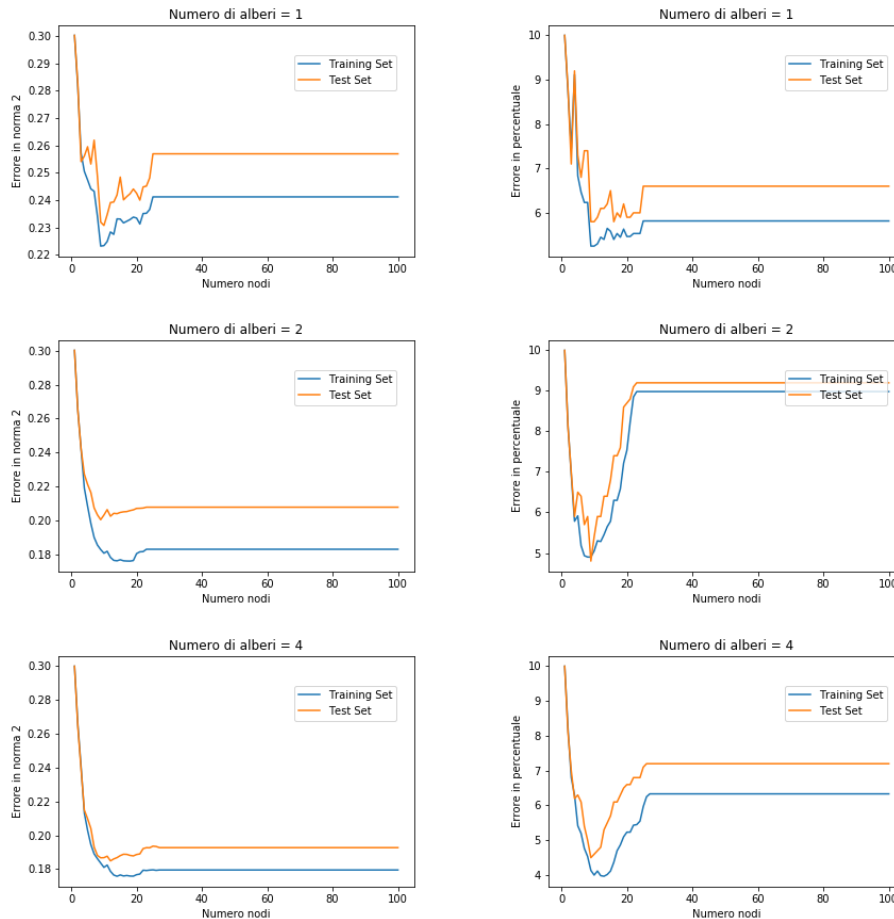 Numero di alberi = 1
0.30
0.29
0.28
0.27
0.26
0.25
0.24
0.23
0.22
Errore in norma 2
Training Set
Test Set
0 20 40 60 80 100
Numero nodi
Numero di alberi = 1
10
9
8
7
6
Errore in percentuale
Training Set
Test Set
0 20 40 60 80 100
Numero nodi
Numero di alberi = 2
0.30
0.28
0.26
0.24
0.22
0.20
0.18
Errore in norma 2
Training Set
Test Set
0 20 40 60 80 100
Numero nodi
Numero di alberi = 2
10
9
8
7
6
5
Errore in percentuale
Training Set
Test Set
0 20 40 60 80 100
Numero nodi
Numero di alberi = 4
0.30
0.28
0.26
0.24
0.22
0.20
0.18
Errore in norma 2
Training Set
Test Set
0 20 40 60 80 100
Numero nodi
Numero di alberi = 4
10
9
8
7
6
5
4
Errore in percentuale
Training Set
Test Set
0 20 40 60 80 100
Numero nodi